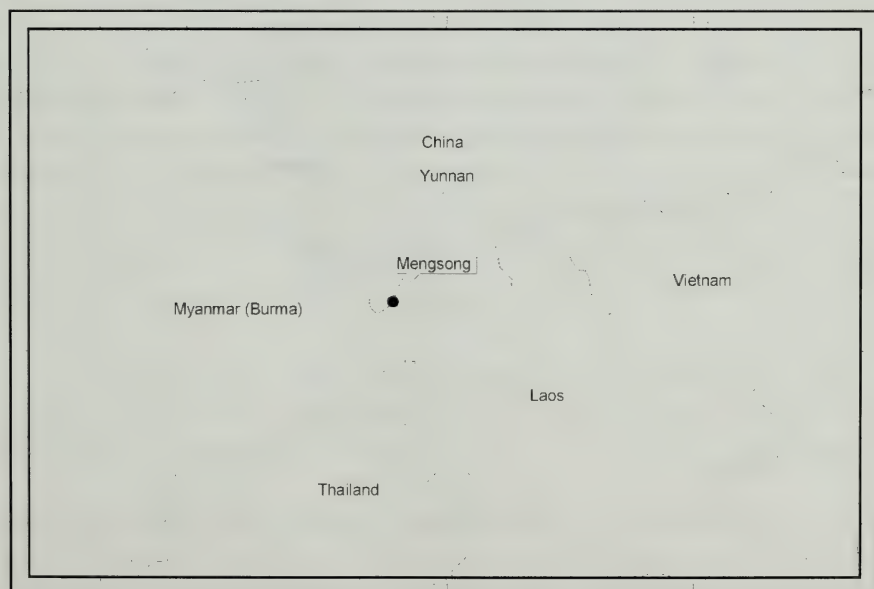 China
Yunnan
Mengsong
Vietnam
Myanmar (Burma)
Laos
Thailand